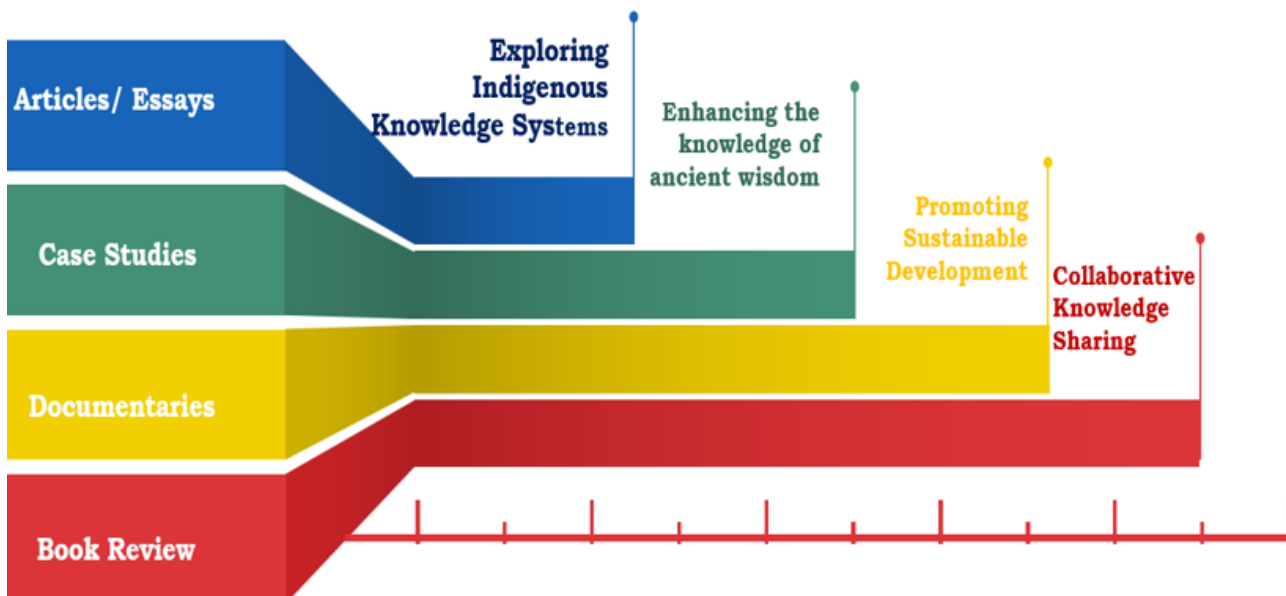 Articles/ Essays
Exploring
Indigenous
Knowledge Systems
Case Studies
Enhancing the
knowledge of
ancient wisdom
Documentaries
Promoting
Sustainable
Development
Book Review
Collaborative
Knowledge
Sharing